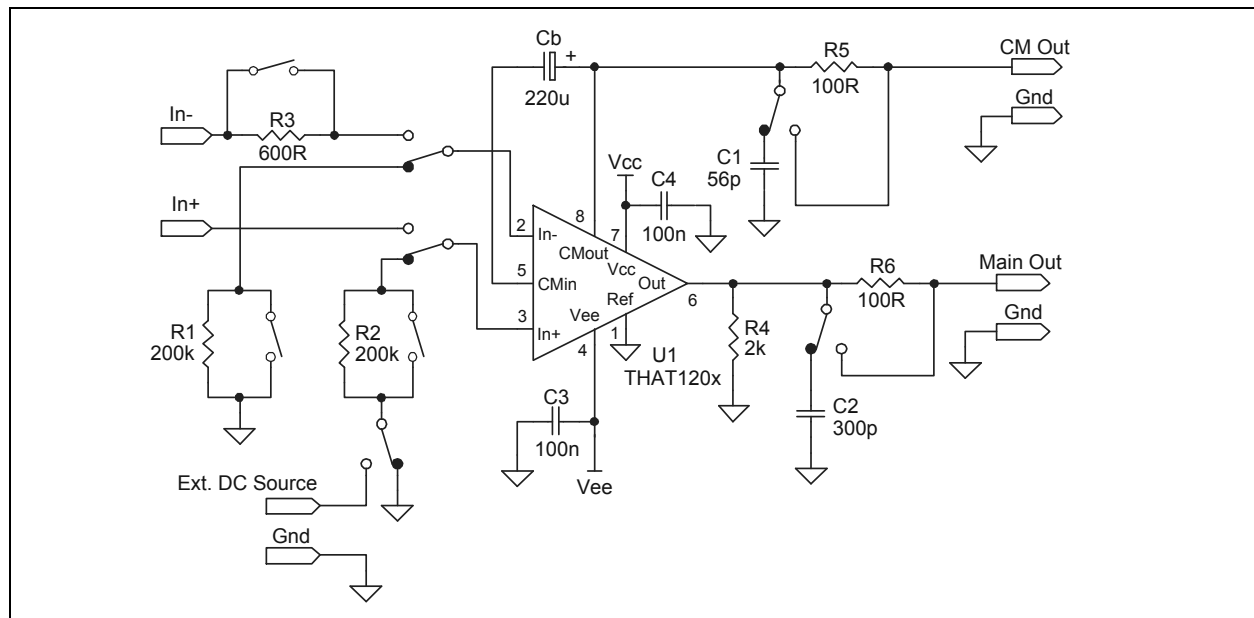 Cb
+
220u
R5
100R
CM Out
Gnd
In-
R3
600R
C1
56p
Vcc
C4
100n
In+
2
In-
8
CMout
7
Vcc
5
CMin
Out
6
3
In+
Ref
Vee
1
4
U1
THAT120x
R6
100R
Main Out
Gnd
R4
2k
R1
200k
R2
200k
C2
300p
C3
100n
Vee
Ext. DC Source
Gnd